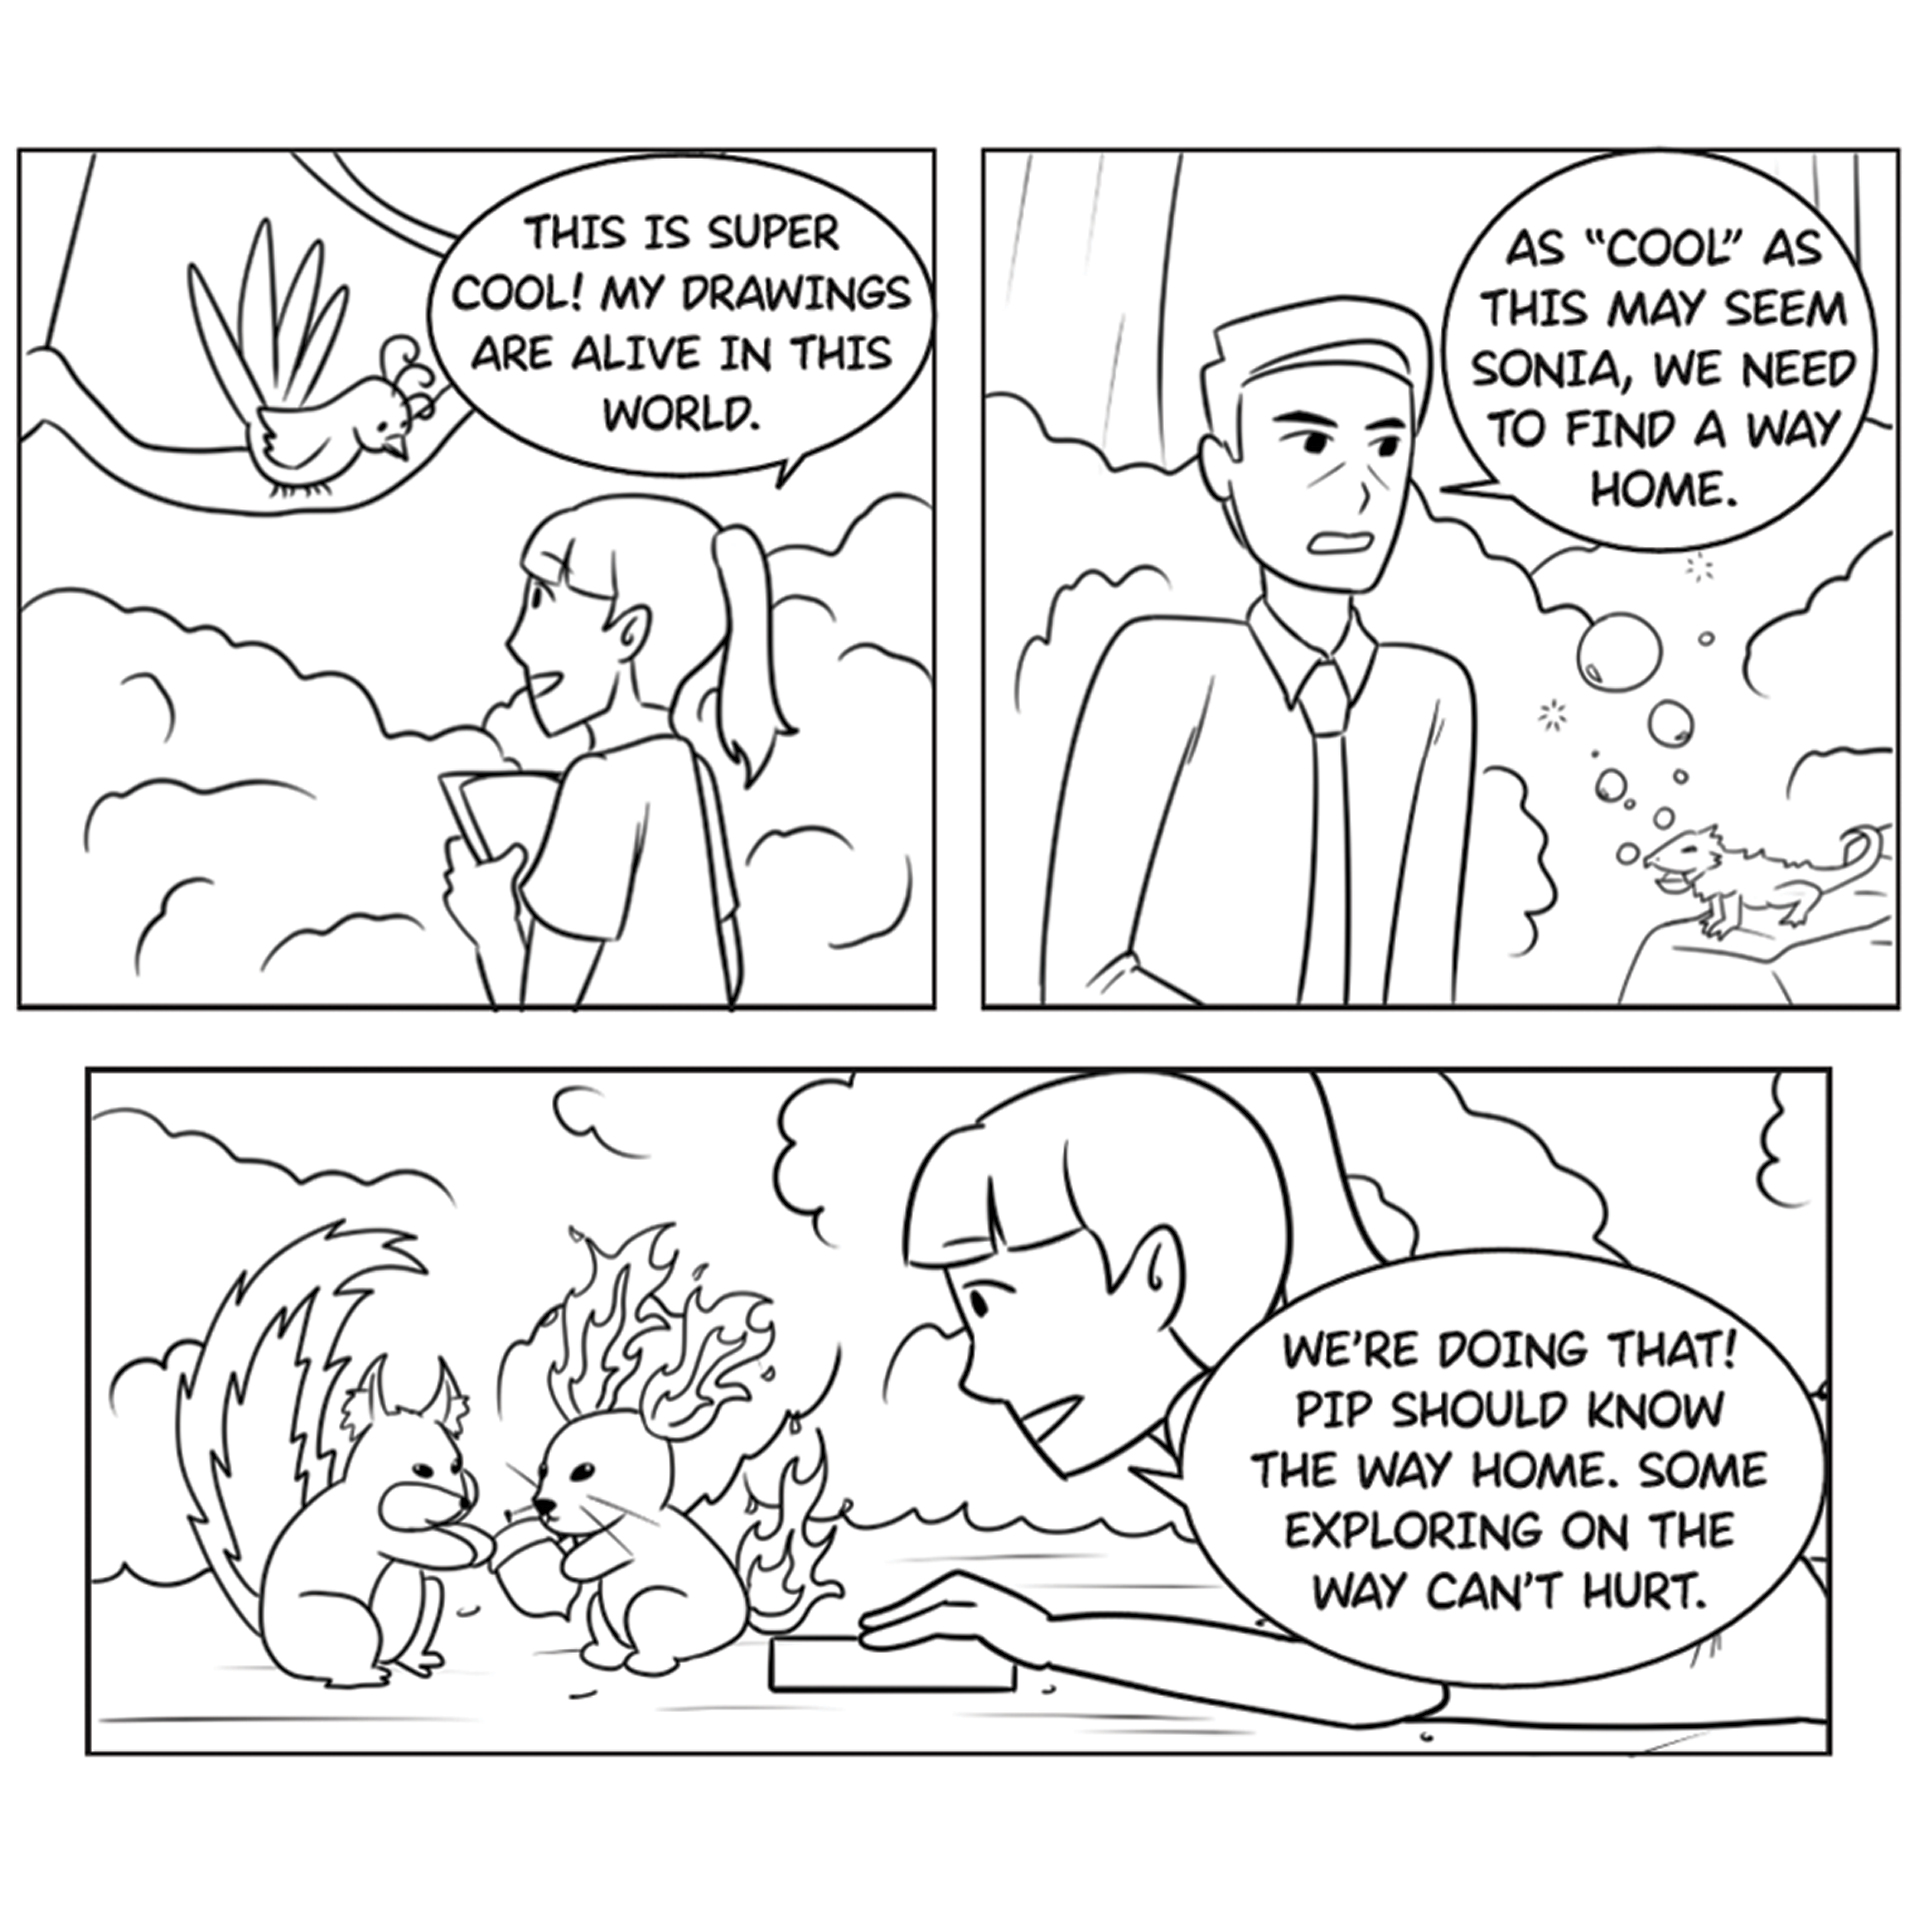 THIS IS SUPER
COOL! MY DRAWINGS
ARE ALIVE IN THIS
WORLD.
AS “COOL” AS
THIS MAY SEEM
SONIA, WE NEED
TO FIND A WAY
HOME.
WE'RE DOING THAT!
PIP SHOULD KNOW
THE WAY HOME. SOME
EXPLORING ON THE
WAY CAN'T HURT.